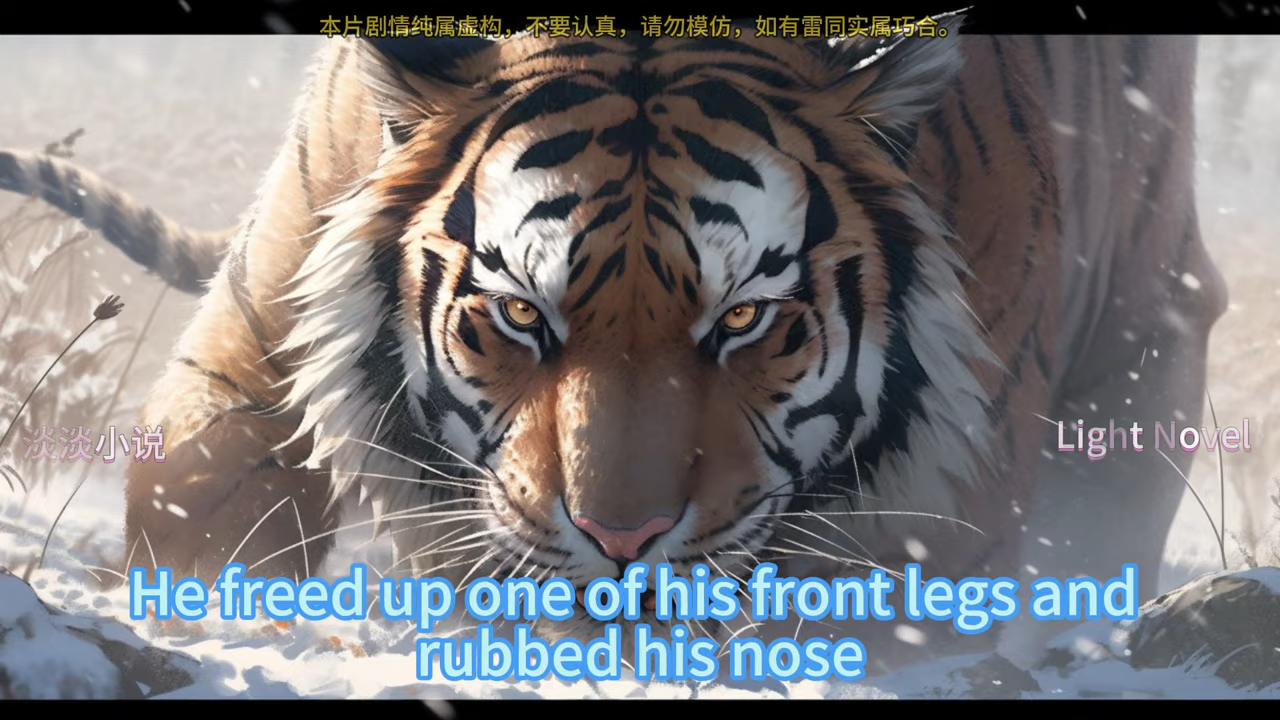 本片剧情纯属虚构，不要认真，请勿模仿，如有雷同实属巧合。
淡淡小说
Light Novel
He freed up one of his front legs and
rubbed his nose